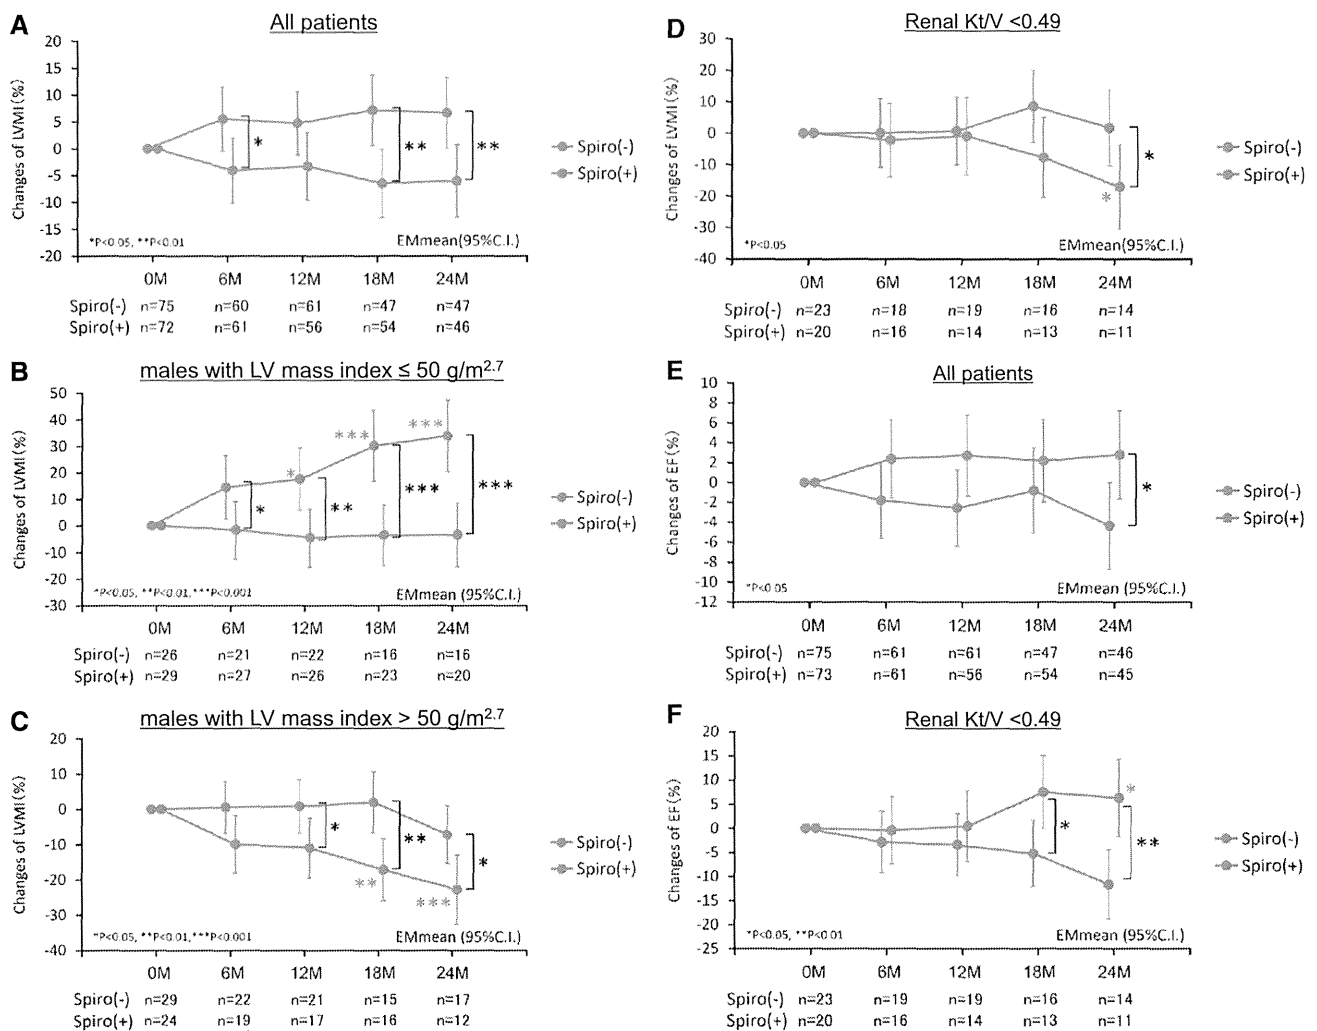 A
All patients
Changes of LVMI (%)
20
15
10
5
0
-5
-10
-15
-20
*
**
**
Spiro(-)
Spiro(+)
*P<0.05, **P<0.01
EMmean(95%C.I.)
0M 6M 12M 18M 24M
Spiro(-) n=75 n=60 n=61 n=47 n=47
Spiro(+) n=72 n=61 n=56 n=54 n=46
B
males with LV mass index ≤ 50 g/m2.7
Changes of LVMI (%)
50
40
30
20
10
0
-10
-20
-30
*
***
***
*
**
***
***
Spiro(-)
Spiro(+)
*P<0.05, **P<0.01,***P<0.001
EMmean (95%C.I.)
0M 6M 12M 18M 24M
Spiro(-) n=26 n=21 n=22 n=16 n=16
Spiro(+) n=29 n=27 n=26 n=23 n=20
C
males with LV mass index > 50 g/m2.7
Changes of LVMI (%)
20
10
0
-10
-20
-30
-40
*
**
*
**
***
Spiro(-)
Spiro(+)
*P<0.05, **P<0.01,***P<0.001
EMmean (95%C.I.)
0M 6M 12M 18M 24M
Spiro(-) n=29 n=22 n=21 n=15 n=17
Spiro(+) n=24 n=19 n=17 n=16 n=12
D
Renal Kt/V <0.49
Changes of LVMI (%)
30
20
10
0
-10
-20
-30
-40
*
*
Spiro(-)
Spiro(+)
*P<0.05
EMmean(95%C.I.)
0M 6M 12M 18M 24M
Spiro(-) n=23 n=18 n=19 n=16 n=14
Spiro(+) n=20 n=16 n=14 n=13 n=11
E
All patients
Changes of EF (%)
10
8
6
4
2
0
-2
-4
-6
-8
-10
-12
*
Spiro(-)
Spiro(+)
*P<0.05
EMmean (95%C.I.)
0M 6M 12M 18M 24M
Spiro(-) n=75 n=61 n=61 n=47 n=46
Spiro(+) n=73 n=61 n=56 n=54 n=45
F
Renal Kt/V <0.49
Changes of EF (%)
20
15
10
5
0
-5
-10
-15
-20
-25
*
*
**
Spiro(-)
Spiro(+)
*P<0.05, **P<0.01
EMmean (95%C.I.)
0M 6M 12M 18M 24M
Spiro(-) n=23 n=19 n=19 n=16 n=14
Spiro(+) n=20 n=16 n=14 n=13 n=11